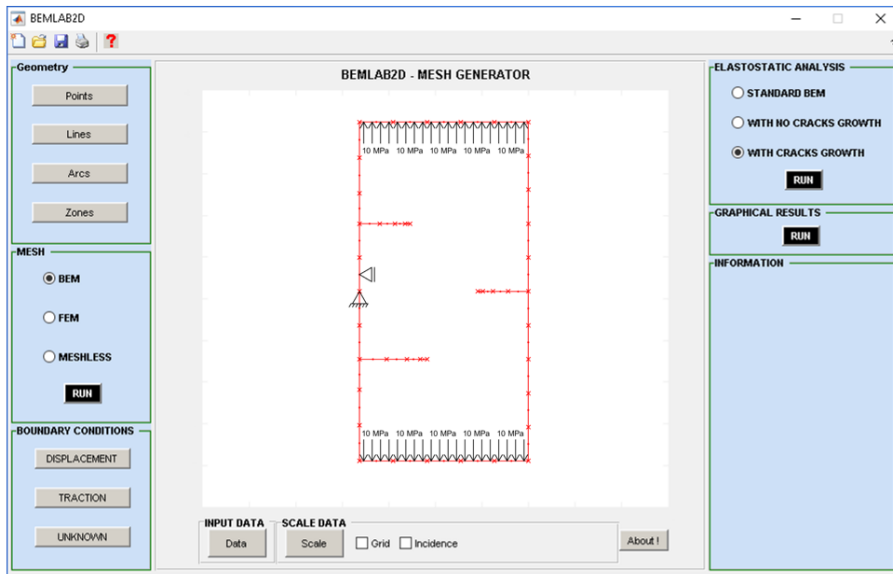 BEMLAB2D
Geometry
Points
Lines
Arcs
Zones
MESH
BEM
FEM
MESHLESS
RUN
BOUNDARY CONDITIONS
DISPLACEMENT
TRACTION
UNKNOWN
BEMLAB2D - MESH GENERATOR
10 MPa 10 MPa 10 MPa 10 MPa 10 MPa
10 MPa 10 MPa 10 MPa 10 MPa 10 MPa
INPUT DATA
Data
SCALE DATA
Scale
Grid
Incidence
About !
ELASTOSTATIC ANALYSIS
STANDARD BEM
WITH NO CRACKS GROWTH
WITH CRACKS GROWTH
RUN
GRAPHICAL RESULTS
RUN
INFORMATION